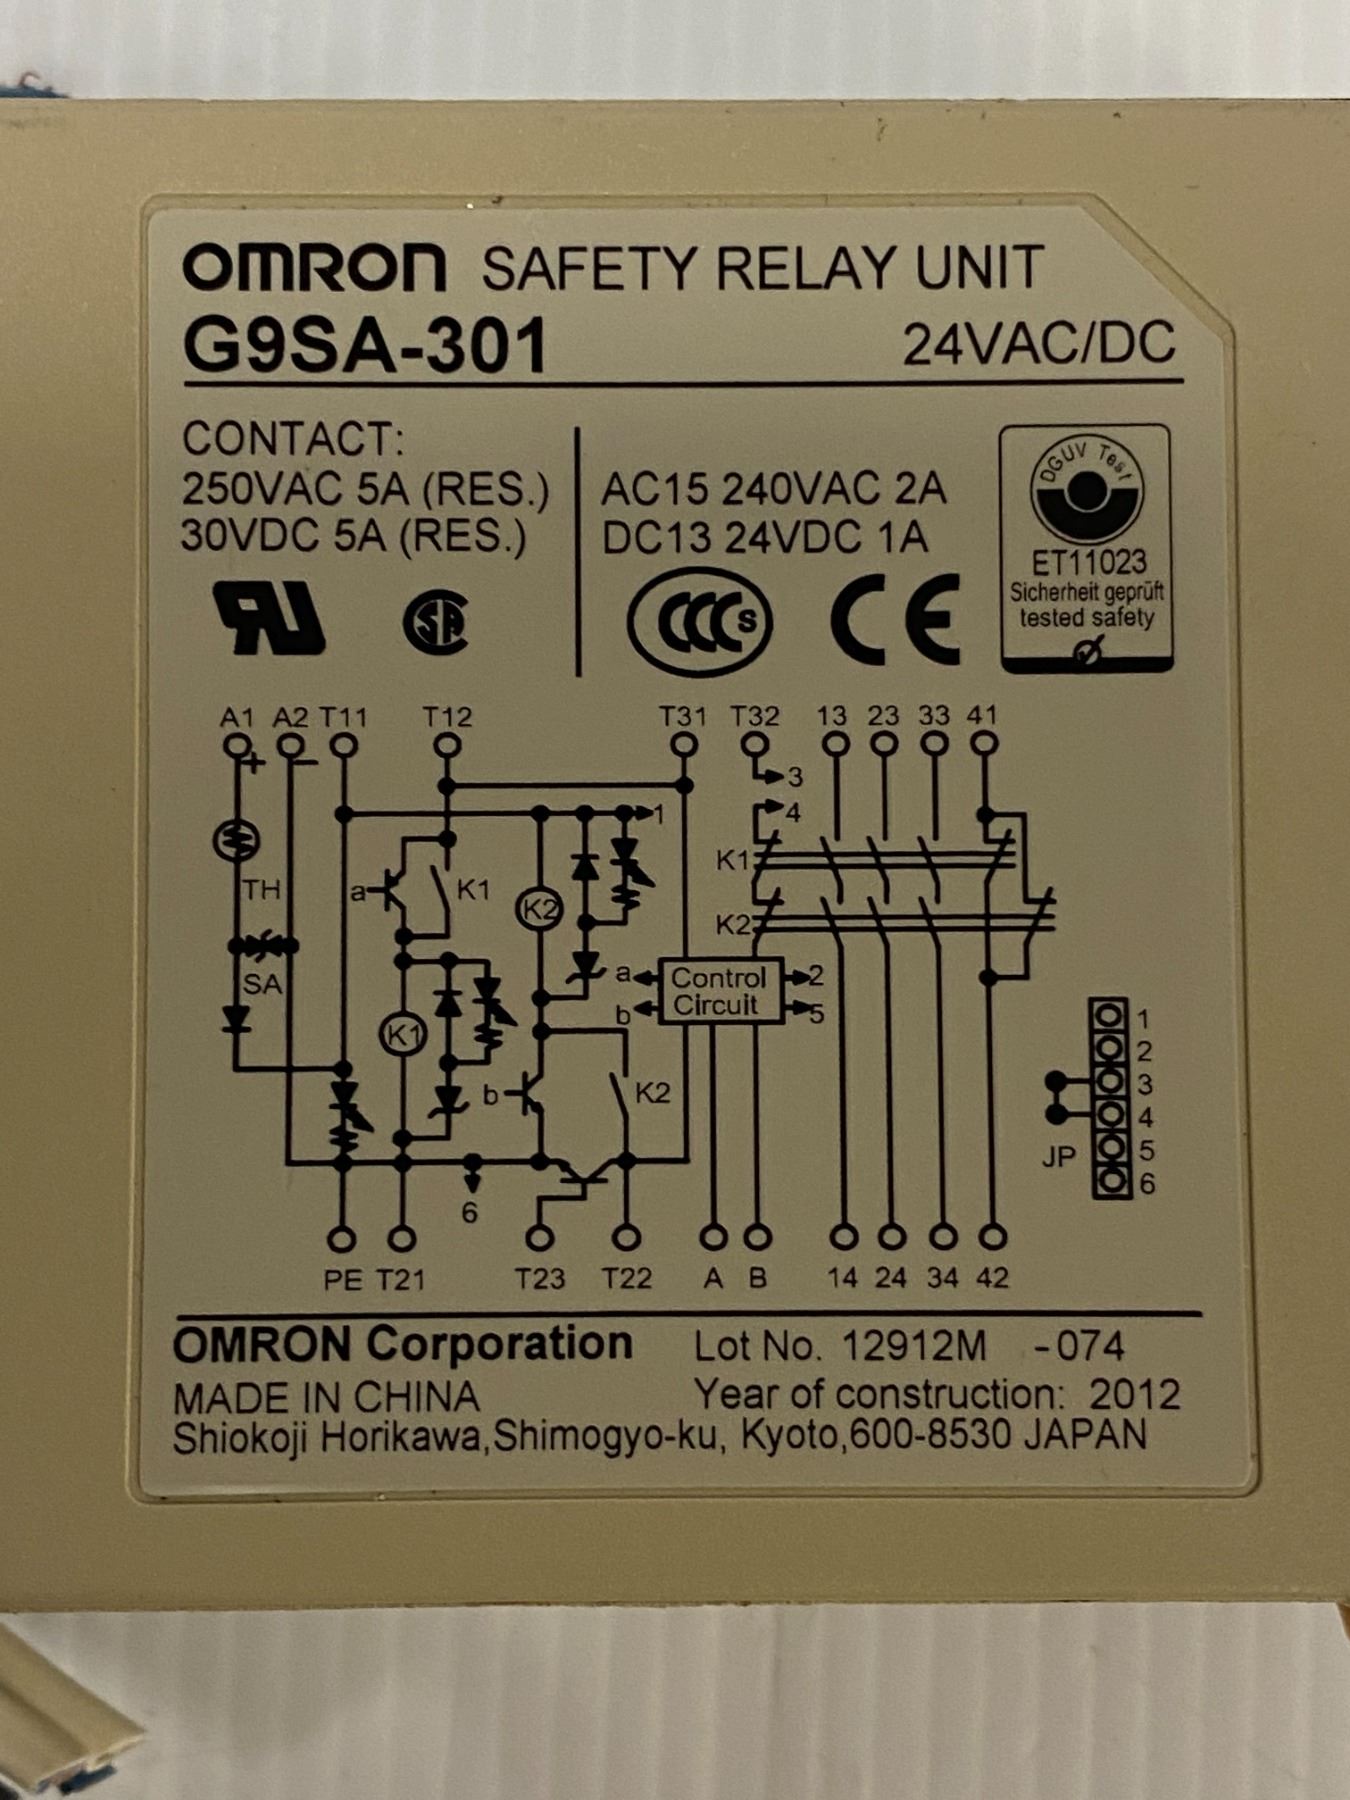 OMRON SAFETY RELAY UNIT
G9SA-301 24VAC/DC
CONTACT:
250VAC 5A (RES.)
30VDC 5A (RES.)
AC15 240VAC 2A
DC13 24VDC 1A
DGUV Test
ET11023
Sicherheit geprüft
tested safety
RU
CSA
CCC S
CE
A1 A2 T11 T12 T31 T32 13 23 33 41
+ −
3
1
4
K1
TH a K1 K2
K2
SA
a Control 2
b Circuit 5
K1
b K2
1
2
3
4
JP 5
6
6
PE T21 T23 T22 A B 14 24 34 42
OMRON Corporation Lot No. 12912M -074
MADE IN CHINA Year of construction: 2012
Shiokoji Horikawa,Shimogyo-ku, Kyoto,600-8530 JAPAN